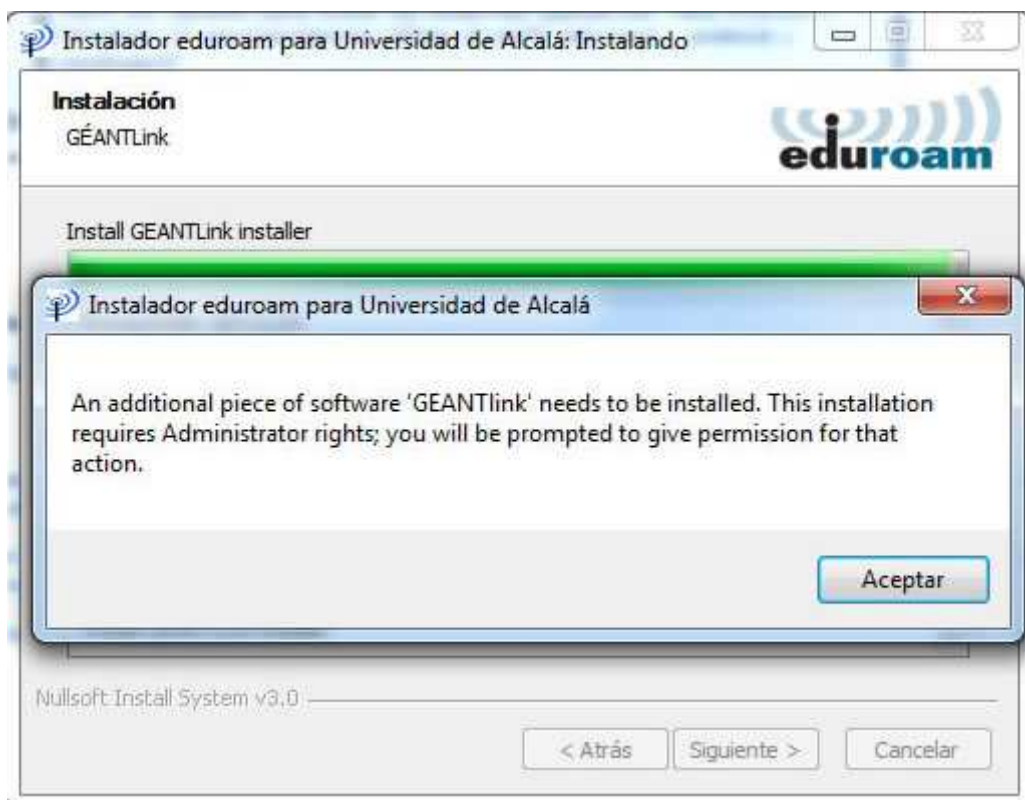 Instalador eduroam para Universidad de Alcalá: Instalando
Instalación
GÉANTLink
eduroam
Install GEANTLink installer
Instalador eduroam para Universidad de Alcalá
An additional piece of software 'GEANTlink' needs to be installed. This installation
requires Administrator rights; you will be prompted to give permission for that
action.
Aceptar
Nullsoft Install System v3.0
< Atrás
Siguiente >
Cancelar